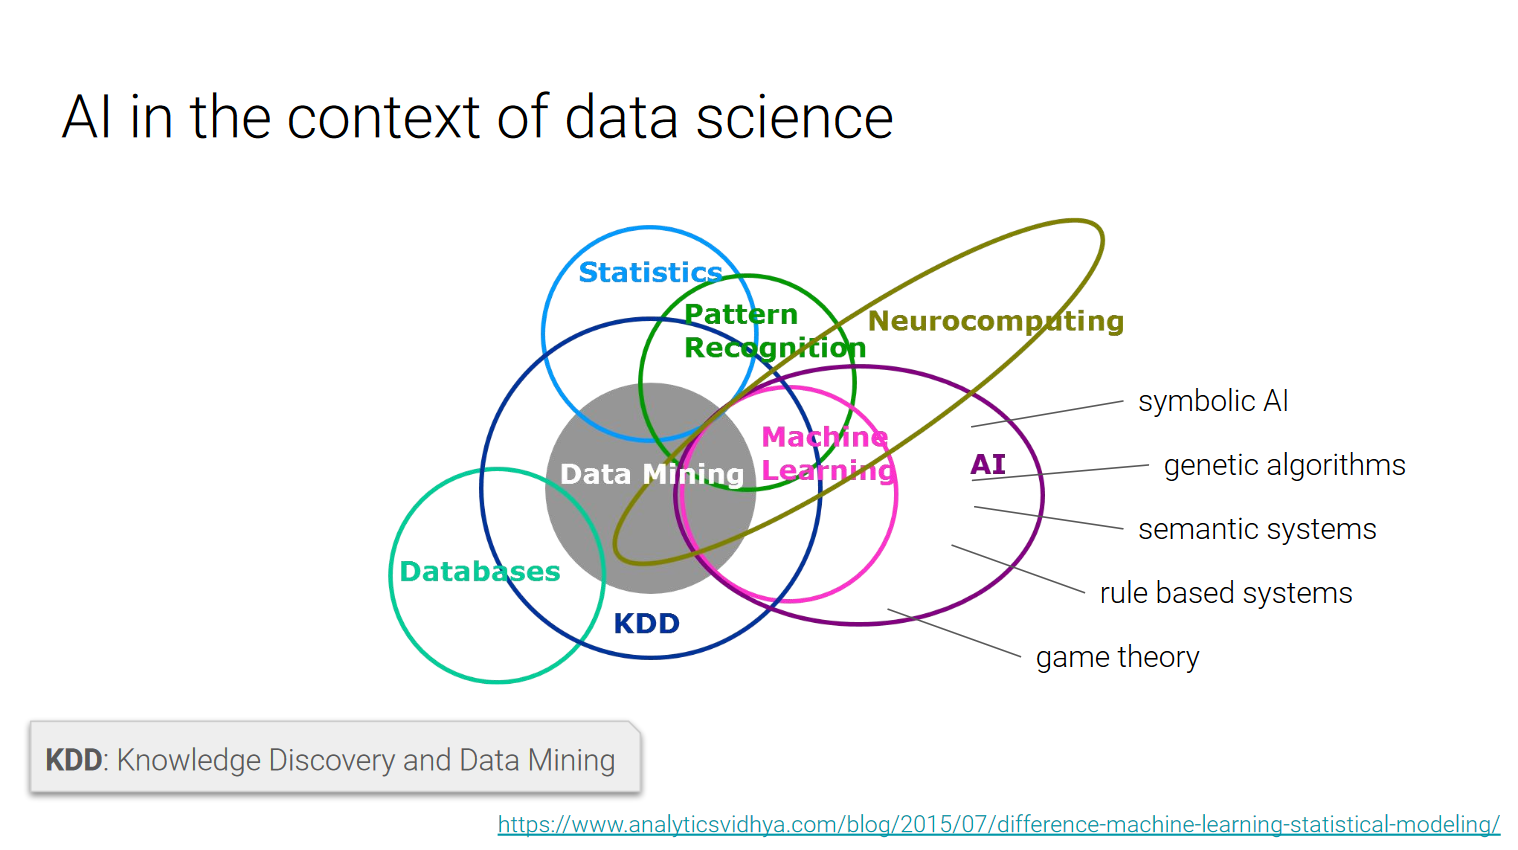 AI in the context of data science
Statistics
Pattern
Recognition
Neurocomputing
symbolic AI
Machine
Learning
AI
genetic algorithms
Data Mining
semantic systems
Databases
rule based systems
KDD
game theory
KDD: Knowledge Discovery and Data Mining
https://www.analyticsvidhya.com/blog/2015/07/difference-machine-learning-statistical-modeling/